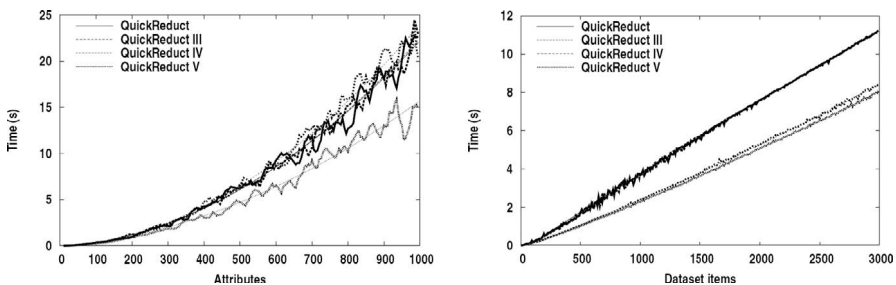 25
20
15
10
5
0
Time (s)
QuickReduct
QuickReduct III
QuickReduct IV
QuickReduct V
0 100 200 300 400 500 600 700 800 900 1000
Attributes
12
10
8
6
4
2
0
Time (s)
QuickReduct
QuickReduct III
QuickReduct IV
QuickReduct V
0 500 1000 1500 2000 2500 3000
Dataset items